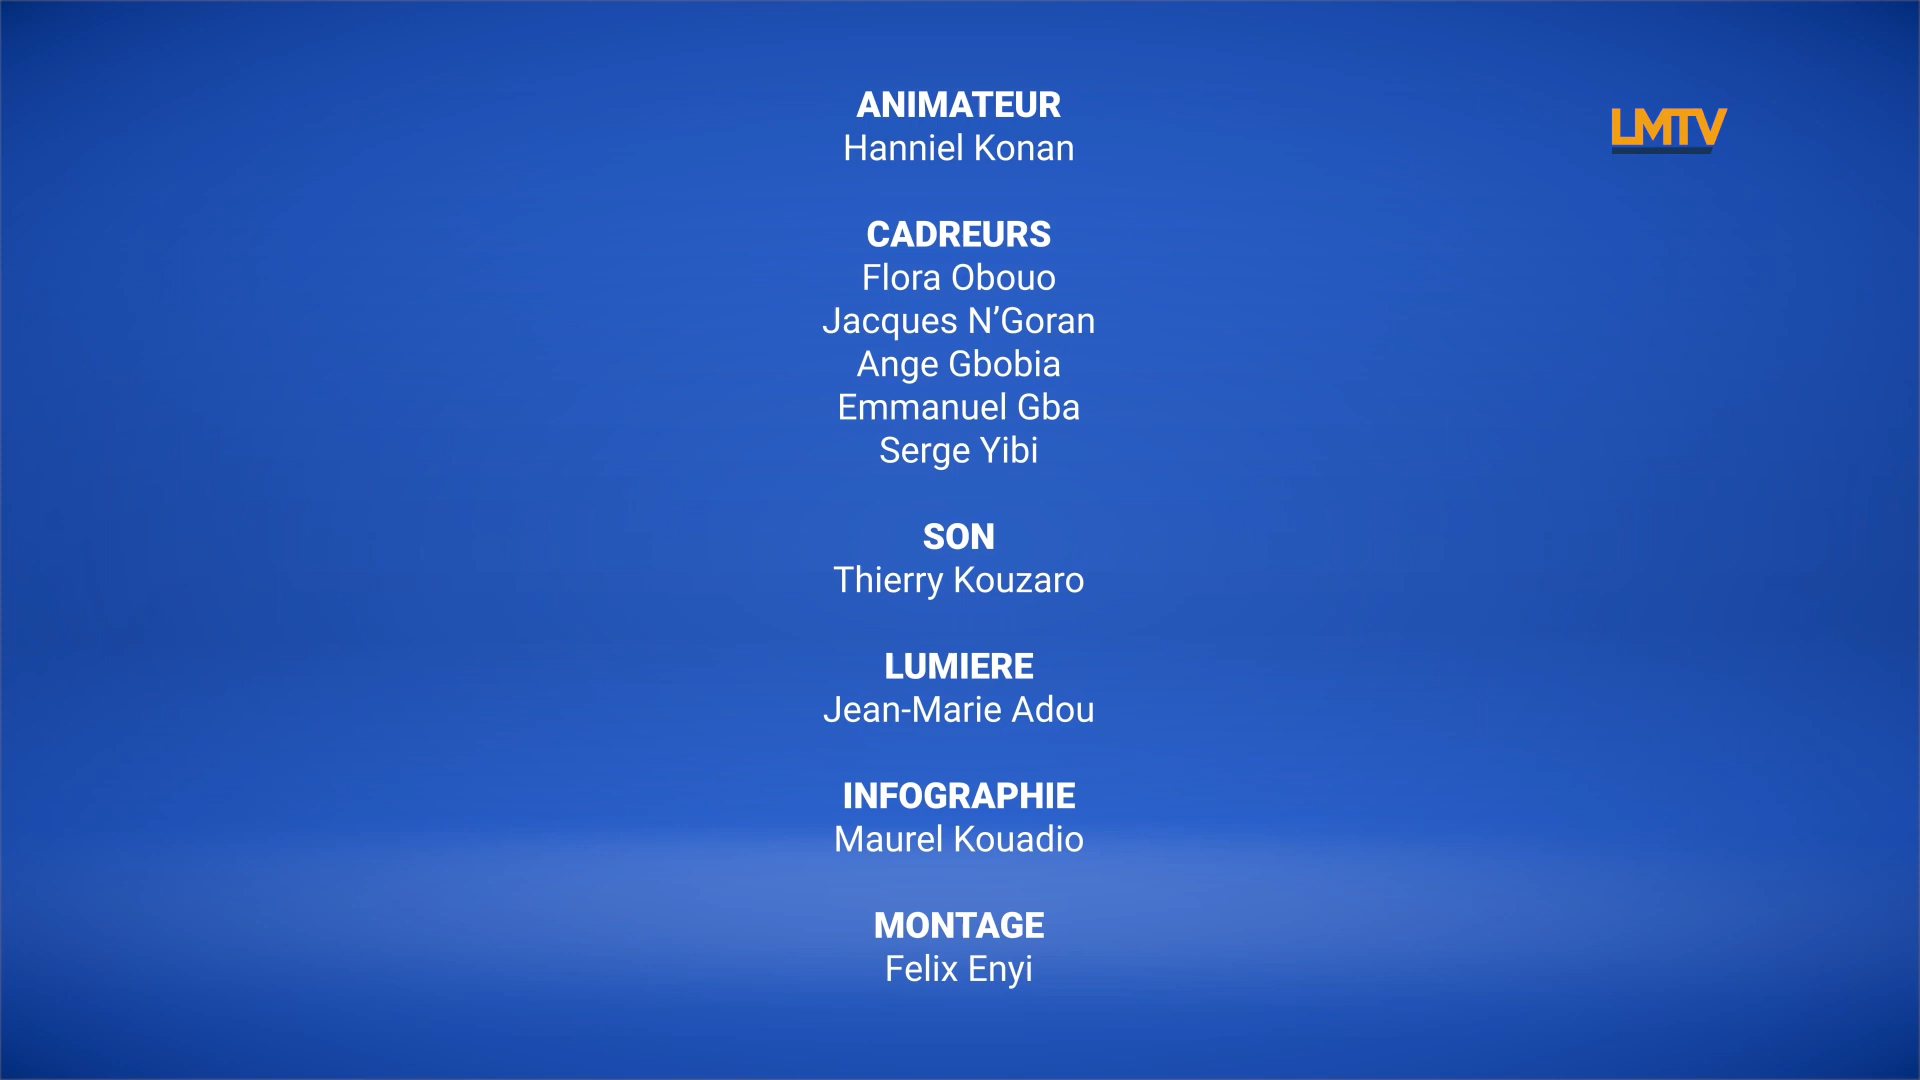 ANIMATEUR
Hanniel Konan
LMTV
CADREURS
Flora Obouo
Jacques N’Goran
Ange Gbobia
Emmanuel Gba
Serge Yibi
SON
Thierry Kouzaro
LUMIERE
Jean-Marie Adou
INFOGRAPHIE
Maurel Kouadio
MONTAGE
Felix Enyi